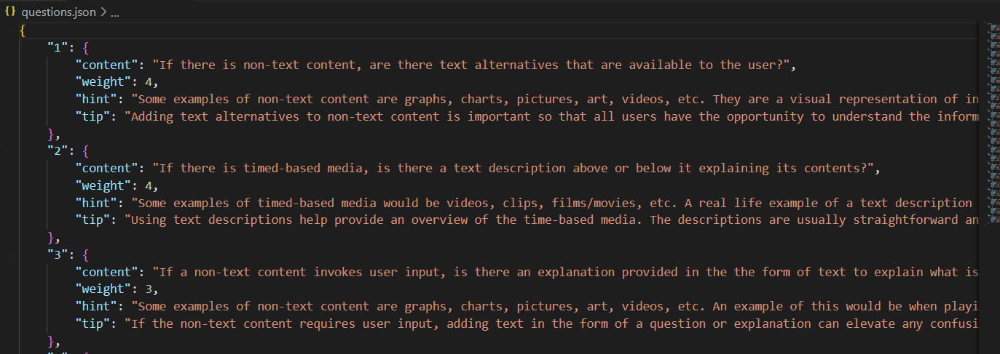 {} questions.json > ...
{
"1": {
"content": "If there is non-text content, are there text alternatives that are available to the user?",
"weight": 4,
"hint": "Some examples of non-text content are graphs, charts, pictures, art, videos, etc. They are a visual representation of in
"tip": "Adding text alternatives to non-text content is important so that all users have the opportunity to understand the inform
},
"2": {
"content": "If there is timed-based media, is there a text description above or below it explaining its contents?",
"weight": 4,
"hint": "Some examples of timed-based media would be videos, clips, films/movies, etc. A real life example of a text description
"tip": "Using text descriptions help provide an overview of the time-based media. The descriptions are usually straightforward an
},
"3": {
"content": "If a non-text content invokes user input, is there an explanation provided in the the form of text to explain what is
"weight": 3,
"hint": "Some examples of non-text content are graphs, charts, pictures, art, videos, etc. An example of this would be when playi
"tip": "If the non-text content requires user input, adding text in the form of a question or explanation can elevate any confusi
},